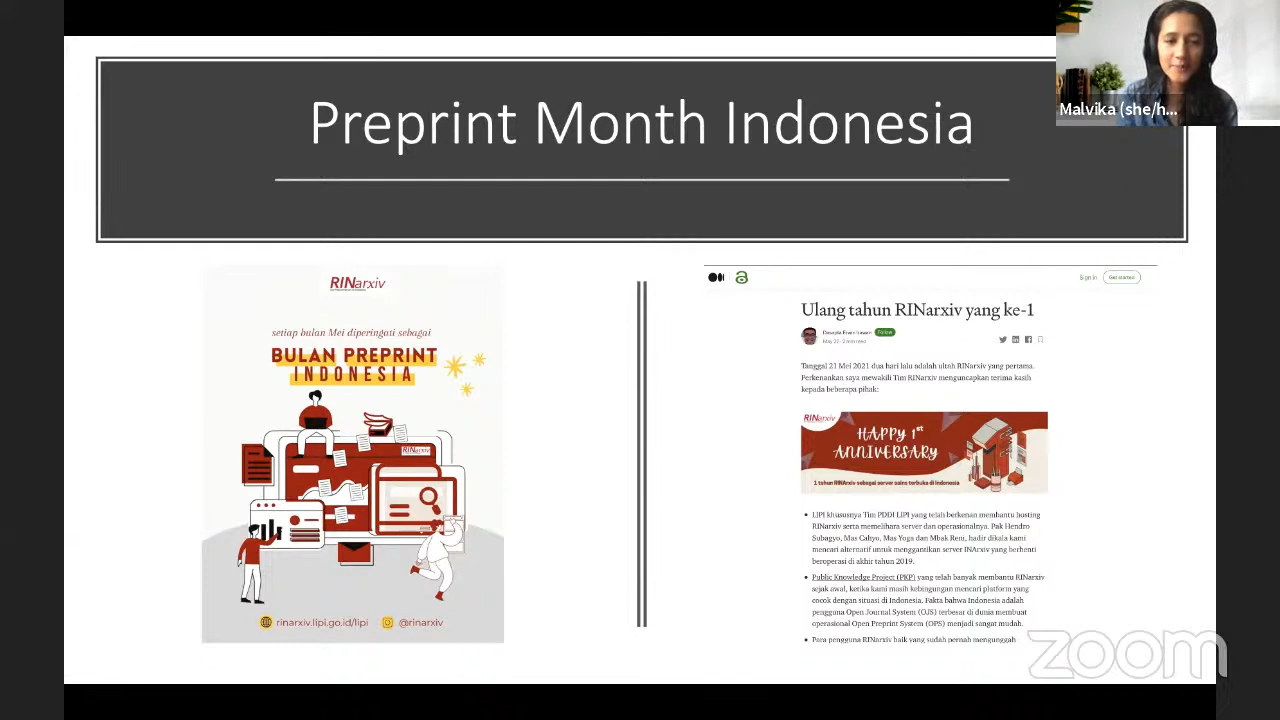 Preprint Month Indonesia
Malvika (she/h...
RINarxiv
setiap bulan Mei diperingati sebagai
BULAN PREPRINT
INDONESIA
RINarxiv
rinarxiv.lipi.go.id/lipi
@rinarxiv
Sign in
Get started
Ulang tahun RINarxiv yang ke-1
Dasapta Erwin Irawan Follow
May 22 · 2 min read
Tanggal 21 Mei 2021 dua hari lalu adalah ultah RINarxiv yang pertama.
Perkenankan saya mewakili Tim RINarxiv mengucapkan terima kasih
kepada beberapa pihak:
RINarxiv
HAPPY 1st
ANNIVERSARY
1 tahun RINarxiv sebagai server sains terbuka di Indonesia
• LIPI khususnya Tim PDDI LIPI yang telah berkenan membantu hosting
RINarxiv serta memelihara server dan operasionalnya. Pak Hendro
Subagyo, Mas Cahyo, Mas Yoga dan Mbak Reni, hadir dikala kami
mencari alternatif untuk menggantikan server INArxiv yang berhenti
beroperasi di akhir tahun 2019.
• Public Knowledge Project (PKP) yang telah banyak membantu RINarxiv
sejak awal, ketika kami masih kebingungan mencari platform yang
cocok dengan situasi di Indonesia. Fakta bahwa Indonesia adalah
pengguna Open Journal System (OJS) terbesar di dunia membuat
operasional Open Preprint System (OPS) menjadi sangat mudah.
• Para pengguna RINarxiv baik yang sudah pernah mengunggah
zoom